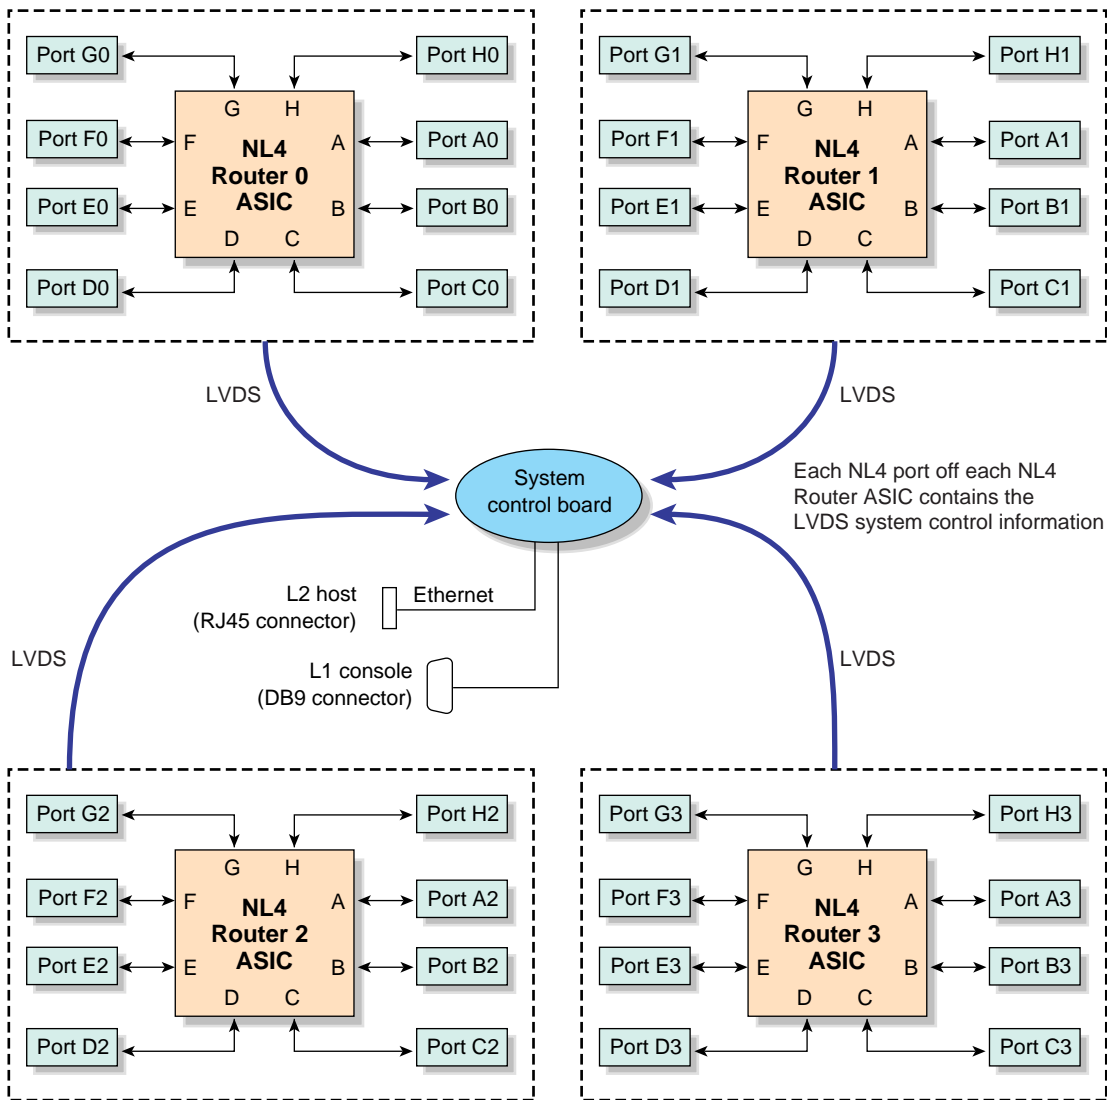 Port G0
Port H0
Port F0
Port A0
Port E0
Port B0
Port D0
Port C0
G
H
F
A
NL4
Router 0
ASIC
E
B
D
C
Port G1
Port H1
Port F1
Port A1
Port E1
Port B1
Port D1
Port C1
G
H
F
A
NL4
Router 1
ASIC
E
B
D
C
LVDS
LVDS
System
control board
Each NL4 port off each NL4
Router ASIC contains the
LVDS system control information
L2 host
(RJ45 connector)
Ethernet
L1 console
(DB9 connector)
LVDS
LVDS
Port G2
Port H2
Port F2
Port A2
Port E2
Port B2
Port D2
Port C2
G
H
F
A
NL4
Router 2
ASIC
E
B
D
C
Port G3
Port H3
Port F3
Port A3
Port E3
Port B3
Port D3
Port C3
G
H
F
A
NL4
Router 3
ASIC
E
B
D
C